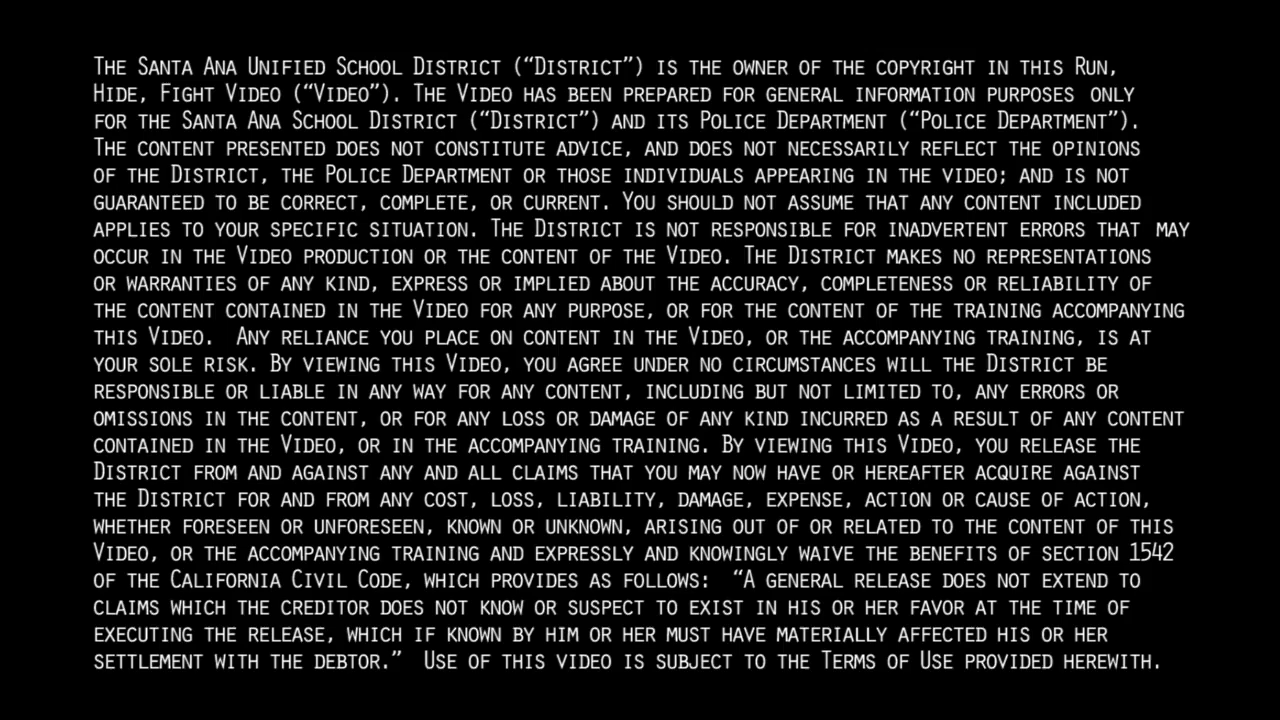 The Santa Ana Unified School District (“District”) is the owner of the copyright in this Run,
Hide, Fight Video (“Video”). The Video has been prepared for general information purposes only
for the Santa Ana School District (“District”) and its Police Department (“Police Department”).
The content presented does not constitute advice, and does not necessarily reflect the opinions
of the District, the Police Department or those individuals appearing in the video; and is not
guaranteed to be correct, complete, or current. You should not assume that any content included
applies to your specific situation. The District is not responsible for inadvertent errors that may
occur in the Video production or the content of the Video. The District makes no representations
or warranties of any kind, express or implied about the accuracy, completeness or reliability of
the content contained in the Video for any purpose, or for the content of the training accompanying
this Video. Any reliance you place on content in the Video, or the accompanying training, is at
your sole risk. By viewing this Video, you agree under no circumstances will the District be
responsible or liable in any way for any content, including but not limited to, any errors or
omissions in the content, or for any loss or damage of any kind incurred as a result of any content
contained in the Video, or in the accompanying training. By viewing this Video, you release the
District from and against any and all claims that you may now have or hereafter acquire against
the District for and from any cost, loss, liability, damage, expense, action or cause of action,
whether foreseen or unforeseen, known or unknown, arising out of or related to the content of this
Video, or the accompanying training and expressly and knowingly waive the benefits of section 1542
of the California Civil Code, which provides as follows: “A general release does not extend to
claims which the creditor does not know or suspect to exist in his or her favor at the time of
executing the release, which if known by him or her must have materially affected his or her
settlement with the debtor.” Use of this video is subject to the Terms of Use provided herewith.